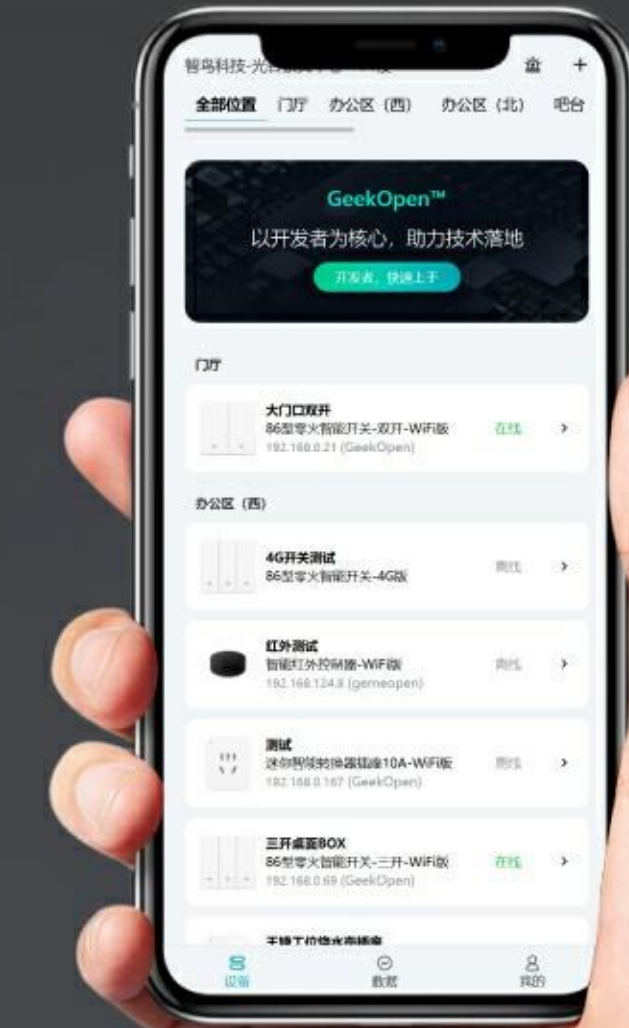 智鸟科技-光
全部位置 门厅 办公区（西） 办公区（北） 吧台
GeekOpen™
以开发者为核心，助力技术落地
开发者，快速上手
门厅
大门口双开
86型零火智能开关-双开-WiFi版
192.168.0.21 (GeekOpen)
在线
办公区（西）
4G开关测试
86型零火智能开关-4G版
离线
红外测试
智能红外控制器-WiFi版
192.168.124.8 (gemeopen)
离线
测试
迷你智能转换器插座10A-WiFi版
192.168.0.167 (GeekOpen)
离线
三开桌面BOX
86型零火智能开关-三开-WiFi版
192.168.0.69 (GeekOpen)
在线
设备 数据 我的